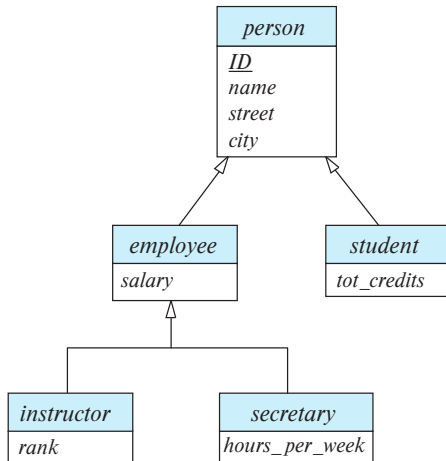 person
ID
name
street
city
employee
salary
student
tot_credits
instructor
rank
secretary
hours_per_week